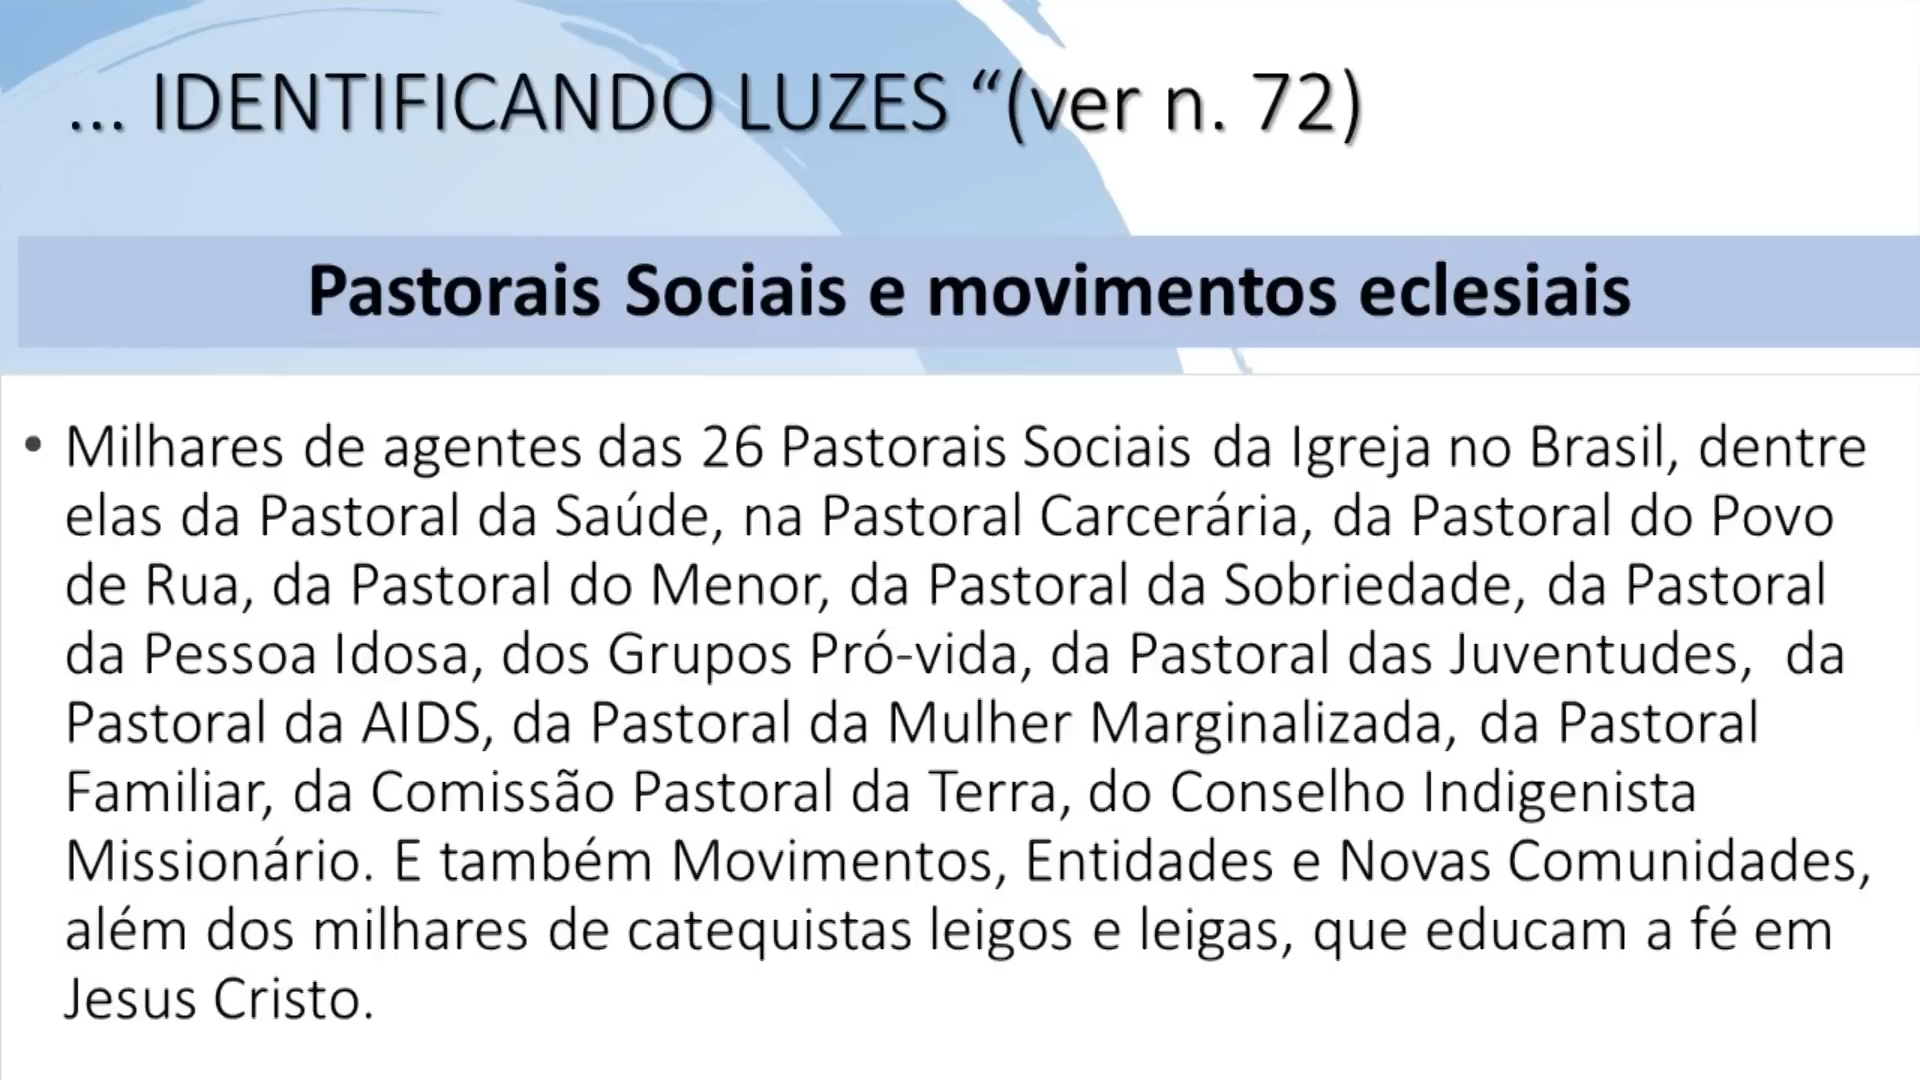 ... IDENTIFICANDO LUZES “(ver n. 72)
Pastorais Sociais e movimentos eclesiais
• Milhares de agentes das 26 Pastorais Sociais da Igreja no Brasil, dentre
elas da Pastoral da Saúde, na Pastoral Carcerária, da Pastoral do Povo
de Rua, da Pastoral do Menor, da Pastoral da Sobriedade, da Pastoral
da Pessoa Idosa, dos Grupos Pró-vida, da Pastoral das Juventudes,  da
Pastoral da AIDS, da Pastoral da Mulher Marginalizada, da Pastoral
Familiar, da Comissão Pastoral da Terra, do Conselho Indigenista
Missionário. E também Movimentos, Entidades e Novas Comunidades,
além dos milhares de catequistas leigos e leigas, que educam a fé em
Jesus Cristo.